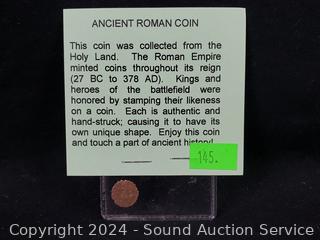 ANCIENT ROMAN COIN
This coin was collected from the
Holy Land. The Roman Empire
minted coins throughout its reign
(27 BC to 378 AD). Kings and
heroes of the battlefield were
honored by stamping their likeness
on a coin. Each is authentic and
hand-struck; causing it to have its
own unique shape. Enjoy this coin
and touch a part of ancient history!
145.
Copyright 2024 - Sound Auction Service